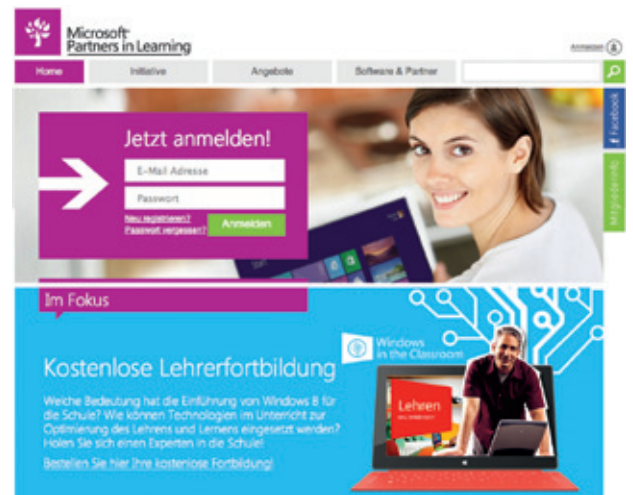 Microsoft
Partners in Learning
Anmelden
Home Initiative Angebote Software & Partner
Jetzt anmelden!
E-Mail Adresse
Passwort
Neu registrieren?
Passwort vergessen?
Anmelden
Facebook
Mitgliederinfo
Start
Im Fokus
Windows
in the Classroom
Kostenlose Lehrerfortbildung
Welche Bedeutung hat die Einführung von Windows 8 für
die Schule? Wie können Technologien im Unterricht zur
Optimierung des Lehrens und Lernens eingesetzt werden?
Holen Sie sich einen Experten in die Schule!
Bestellen Sie hier Ihre kostenlose Fortbildung!
Lehren